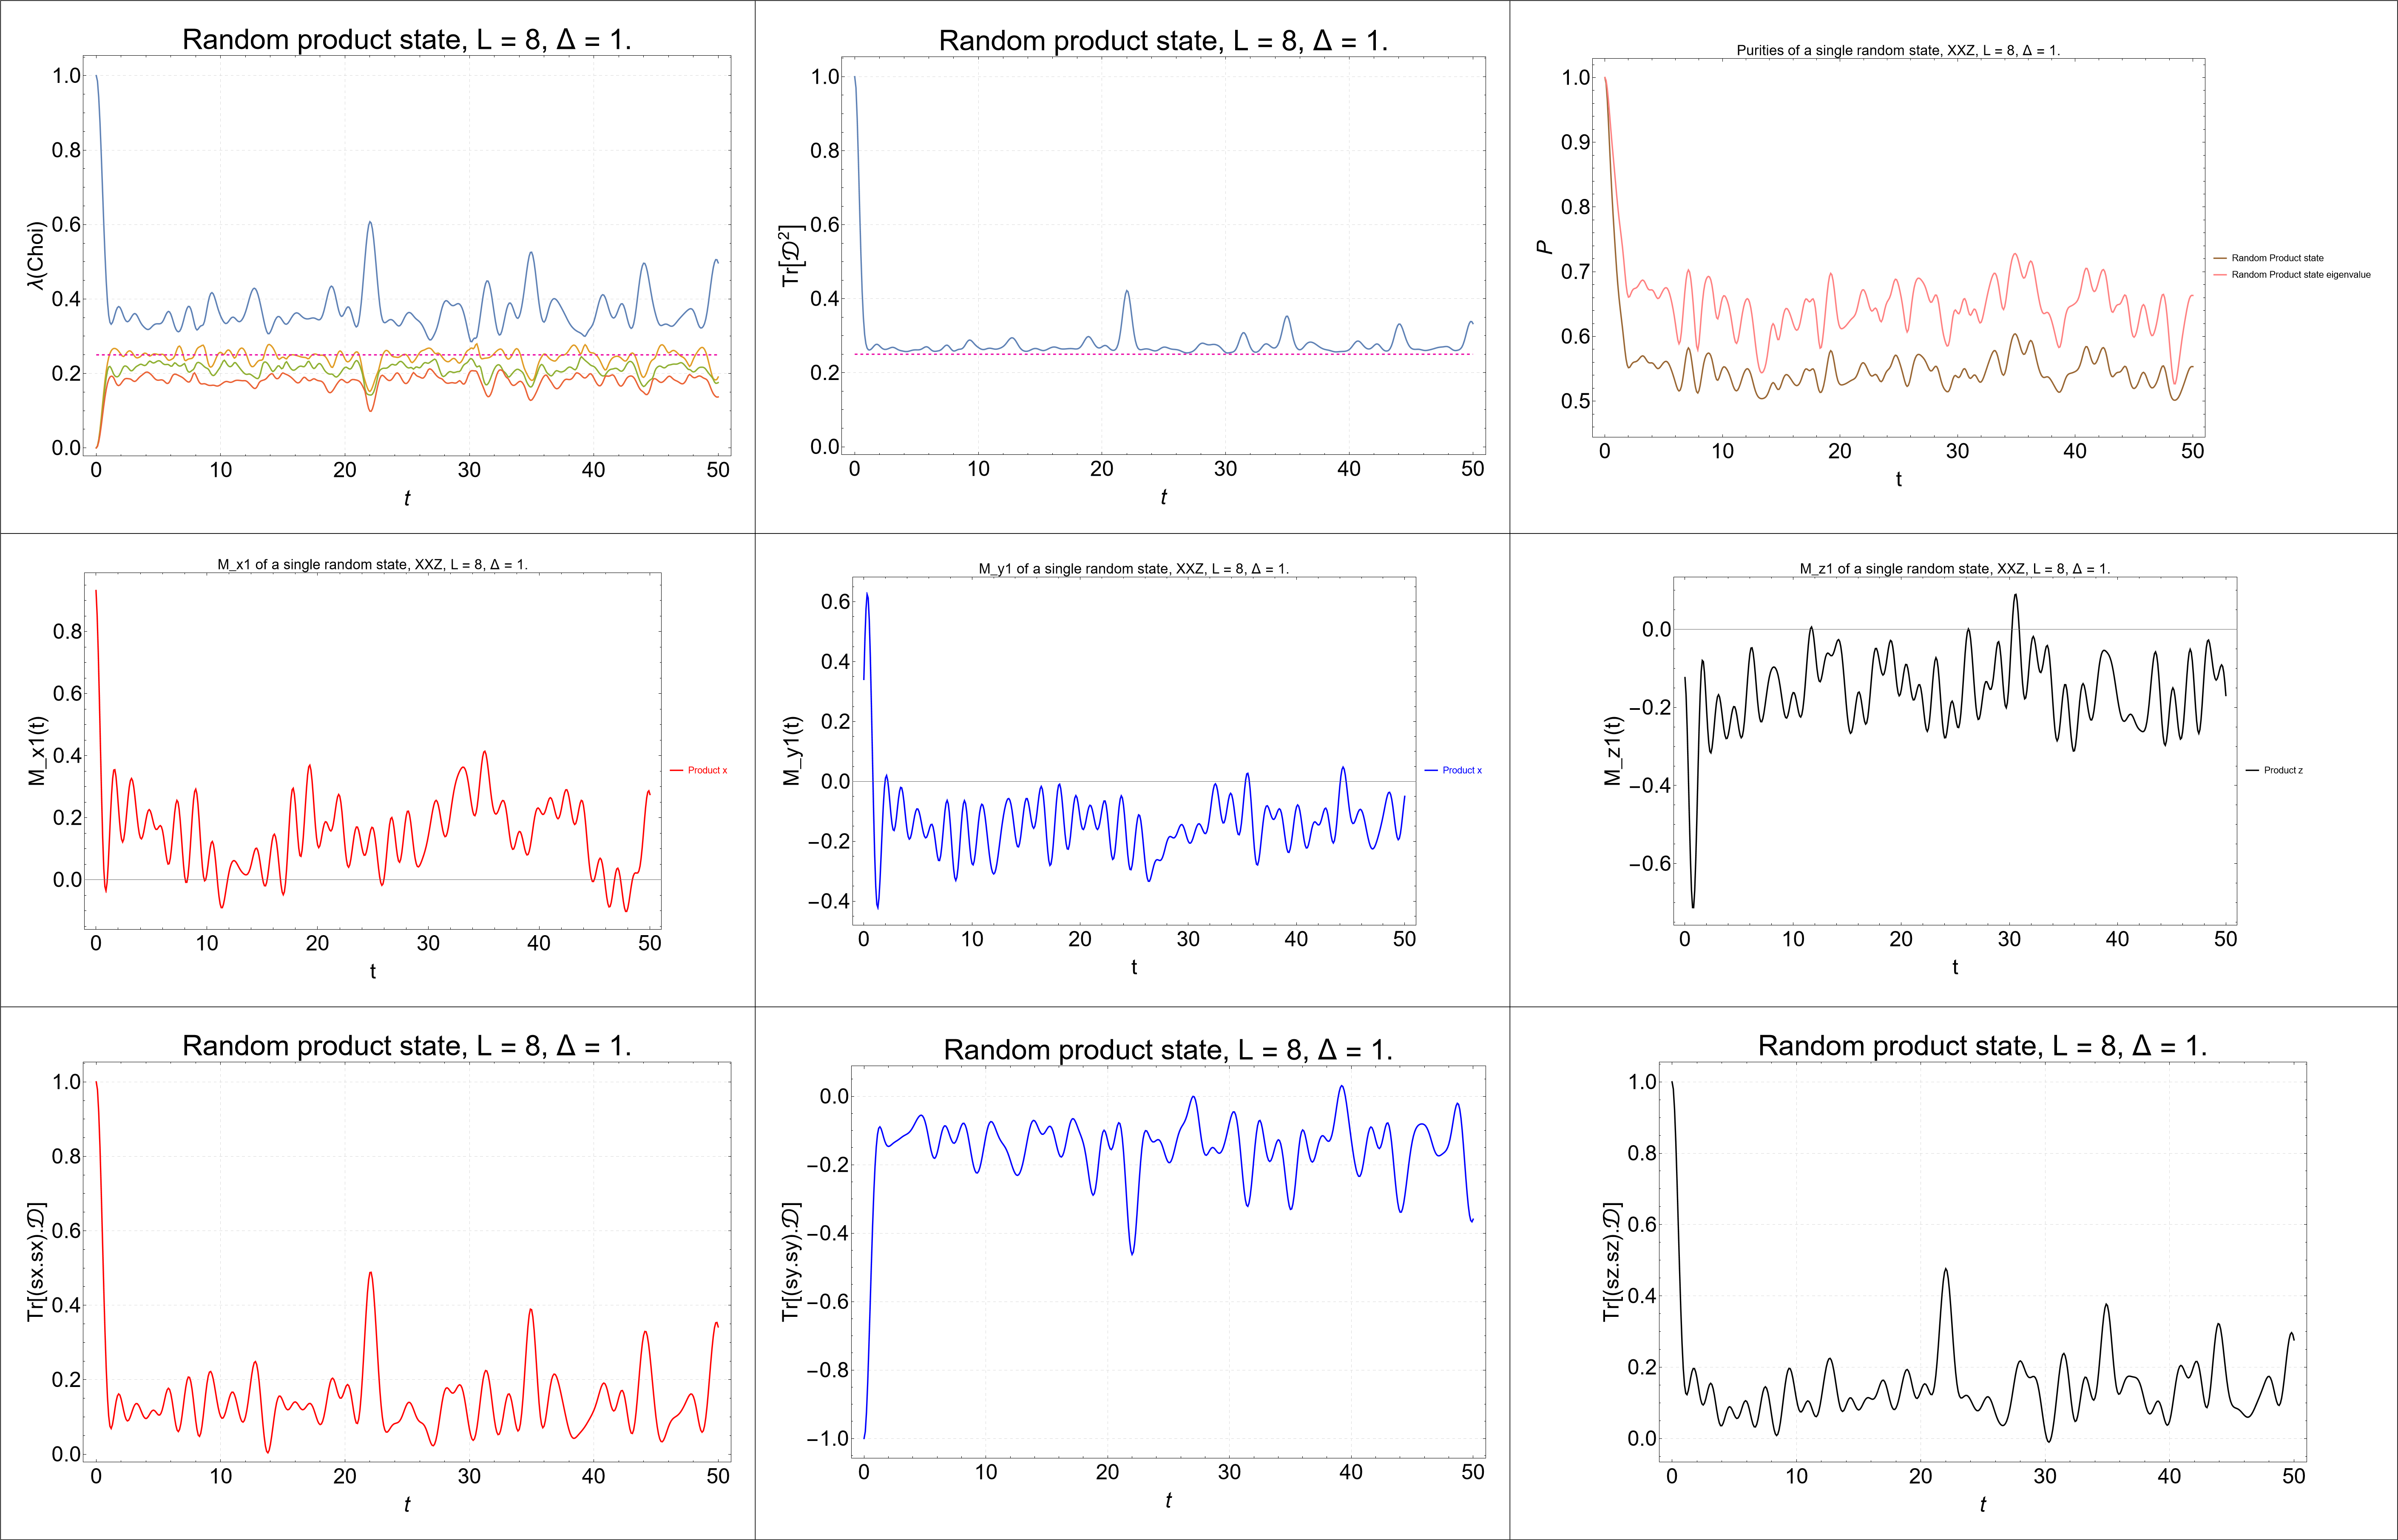 Random product state, L = 8, Δ = 1.
λ(Choi)
1.0
0.8
0.6
0.4
0.2
0.0
0 10 20 30 40 50
t
Random product state, L = 8, Δ = 1.
Tr[𝒟²]
1.0
0.8
0.6
0.4
0.2
0.0
0 10 20 30 40 50
t
Purities of a single random state, XXZ, L = 8, Δ = 1.
P
1.0
0.9
0.8
0.7
0.6
0.5
0 10 20 30 40 50
t
Random Product state
Random Product state eigenvalue
M_x1 of a single random state, XXZ, L = 8, Δ = 1.
M_x1(t)
0.8
0.6
0.4
0.2
0.0
0 10 20 30 40 50
t
Product x
M_y1 of a single random state, XXZ, L = 8, Δ = 1.
M_y1(t)
0.6
0.4
0.2
0.0
−0.2
−0.4
0 10 20 30 40 50
t
Product x
M_z1 of a single random state, XXZ, L = 8, Δ = 1.
M_z1(t)
0.0
−0.2
−0.4
−0.6
0 10 20 30 40 50
t
Product z
Random product state, L = 8, Δ = 1.
Tr[(sx.sx).𝒟]
1.0
0.8
0.6
0.4
0.2
0.0
0 10 20 30 40 50
t
Random product state, L = 8, Δ = 1.
Tr[(sy.sy).𝒟]
0.0
−0.2
−0.4
−0.6
−0.8
−1.0
0 10 20 30 40 50
t
Random product state, L = 8, Δ = 1.
Tr[(sz.sz).𝒟]
1.0
0.8
0.6
0.4
0.2
0.0
0 10 20 30 40 50
t